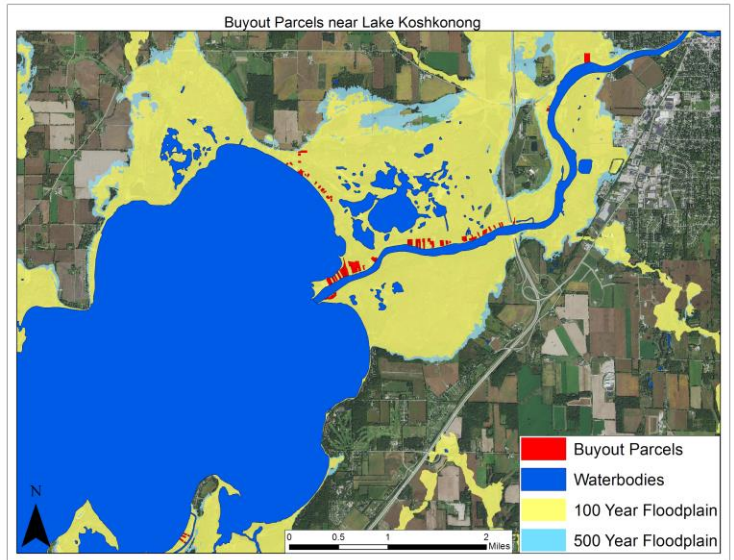 Buyout Parcels near Lake Koshkonong
Buyout Parcels
Waterbodies
100 Year Floodplain
500 Year Floodplain
N
0 0.5 1 2
Miles